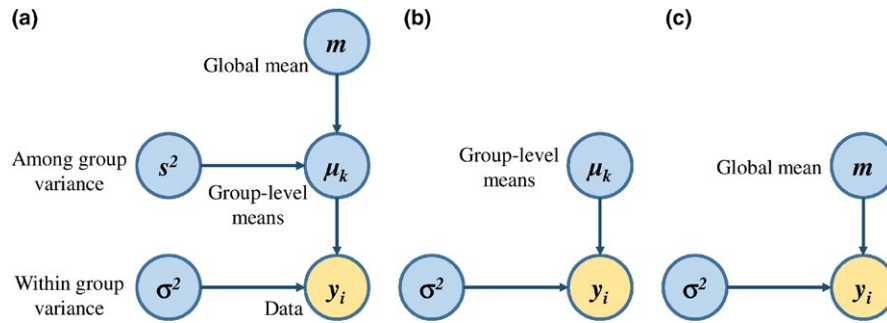 (a)
m
Global mean
Among group
variance
s²
μₖ
Group-level
means
Within group
variance
σ²
Data
yᵢ
(b)
Group-level
means
μₖ
σ²
yᵢ
(c)
Global mean
m
σ²
yᵢ